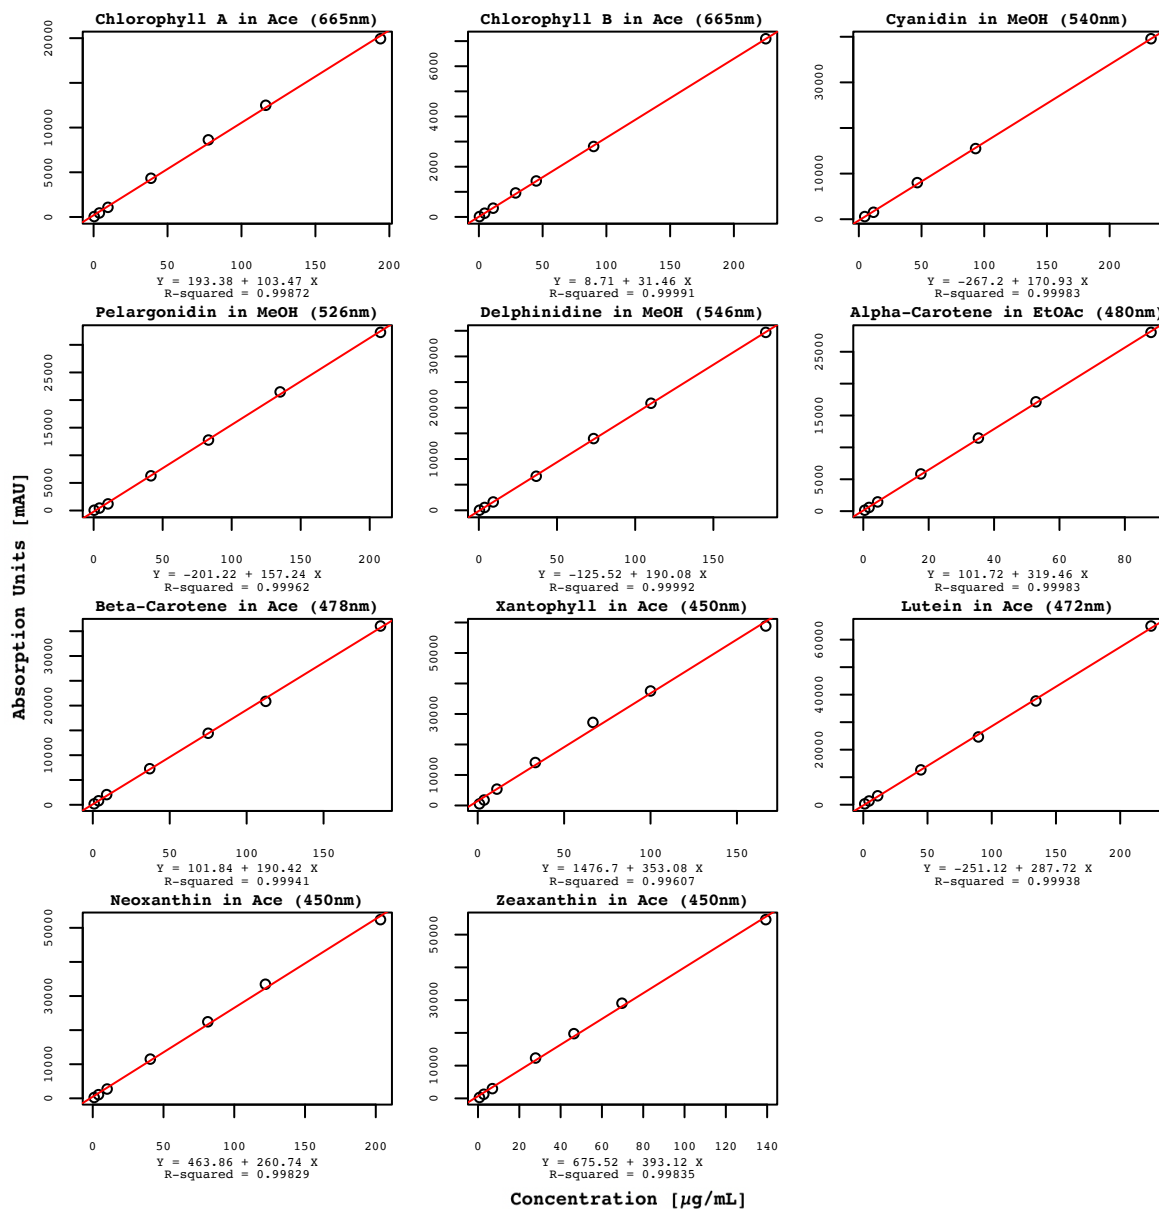 Chlorophyll A in Ace (665nm)
0 5000 10000 20000
0 50 100 150 200
Y = 193.38 + 103.47 X
R-squared = 0.99872
Chlorophyll B in Ace (665nm)
0 2000 4000 6000
0 50 100 150 200
Y = 8.71 + 31.46 X
R-squared = 0.99991
Cyanidin in MeOH (540nm)
0 10000 30000
0 50 100 150 200
Y = -267.2 + 170.93 X
R-squared = 0.99983
Pelargonidin in MeOH (526nm)
0 5000 15000 25000
0 50 100 150 200
Y = -201.22 + 157.24 X
R-squared = 0.99962
Delphinidine in MeOH (546nm)
0 10000 20000 30000
0 50 100 150
Y = -125.52 + 190.08 X
R-squared = 0.99992
Alpha-Carotene in EtOAc (480nm)
0 5000 15000 25000
0 20 40 60 80
Y = 101.72 + 319.46 X
R-squared = 0.99983
Beta-Carotene in Ace (478nm)
0 10000 20000 30000
0 50 100 150
Y = 101.84 + 190.42 X
R-squared = 0.99941
Xantophyll in Ace (450nm)
0 10000 30000 50000
0 50 100 150
Y = 1476.7 + 353.08 X
R-squared = 0.99607
Lutein in Ace (472nm)
0 20000 40000 60000
0 50 100 150 200
Y = -251.12 + 287.72 X
R-squared = 0.99938
Neoxanthin in Ace (450nm)
0 10000 30000 50000
0 50 100 150 200
Y = 463.86 + 260.74 X
R-squared = 0.99829
Zeaxanthin in Ace (450nm)
0 10000 30000 50000
0 20 40 60 80 100 120 140
Y = 675.52 + 393.12 X
R-squared = 0.99835
Absorption Units [mAU]
Concentration [µg/mL]